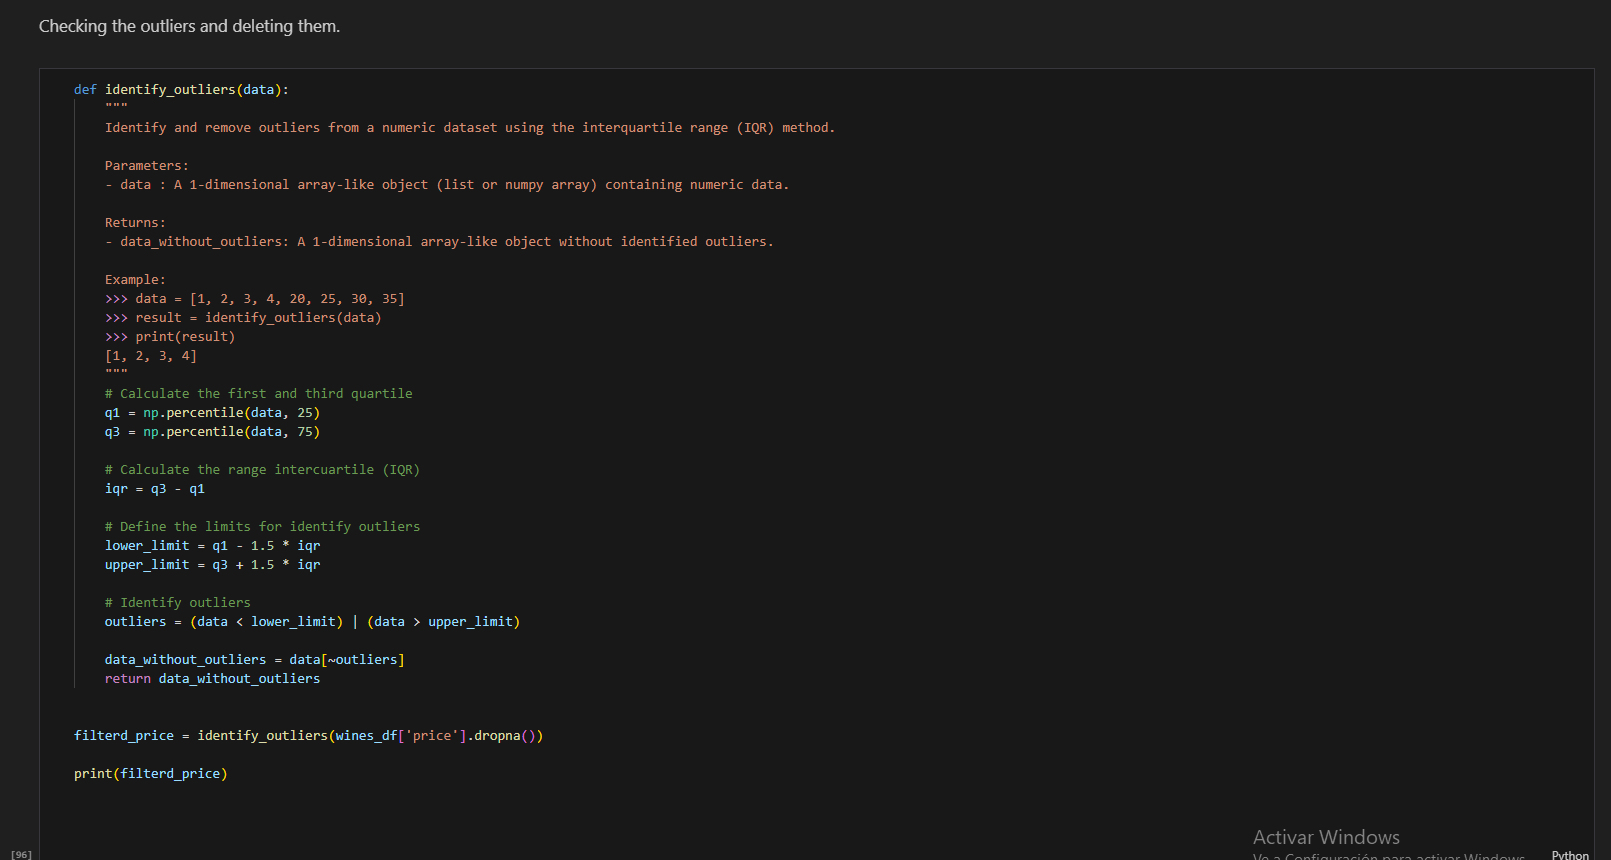 Checking the outliers and deleting them.
def identify_outliers(data):
"""
Identify and remove outliers from a numeric dataset using the interquartile range (IQR) method.
Parameters:
- data : A 1-dimensional array-like object (list or numpy array) containing numeric data.
Returns:
- data_without_outliers: A 1-dimensional array-like object without identified outliers.
Example:
>>> data = [1, 2, 3, 4, 20, 25, 30, 35]
>>> result = identify_outliers(data)
>>> print(result)
[1, 2, 3, 4]
"""
# Calculate the first and third quartile
q1 = np.percentile(data, 25)
q3 = np.percentile(data, 75)
# Calculate the range intercuartile (IQR)
iqr = q3 - q1
# Define the limits for identify outliers
lower_limit = q1 - 1.5 * iqr
upper_limit = q3 + 1.5 * iqr
# Identify outliers
outliers = (data < lower_limit) | (data > upper_limit)
data_without_outliers = data[~outliers]
return data_without_outliers
filterd_price = identify_outliers(wines_df['price'].dropna())
print(filterd_price)
Activar Windows
Ve a Configuración para activar Windows.
[96]
Python